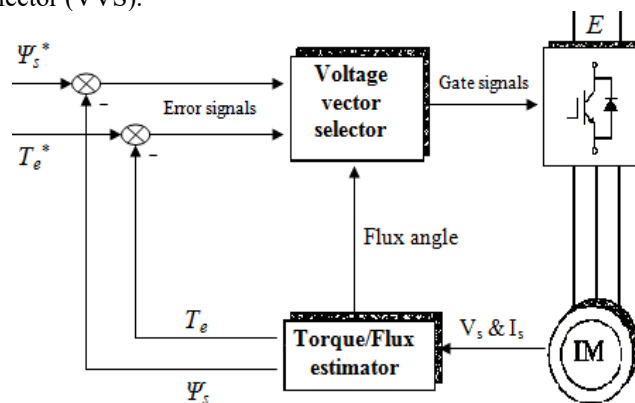 lector (VVS).
E
Ψs*
Voltage
vector
selector
Gate signals
Error signals
-
-
Te*
Flux angle
Te
Torque/Flux
estimator
Vs & Is
IM
Ψs